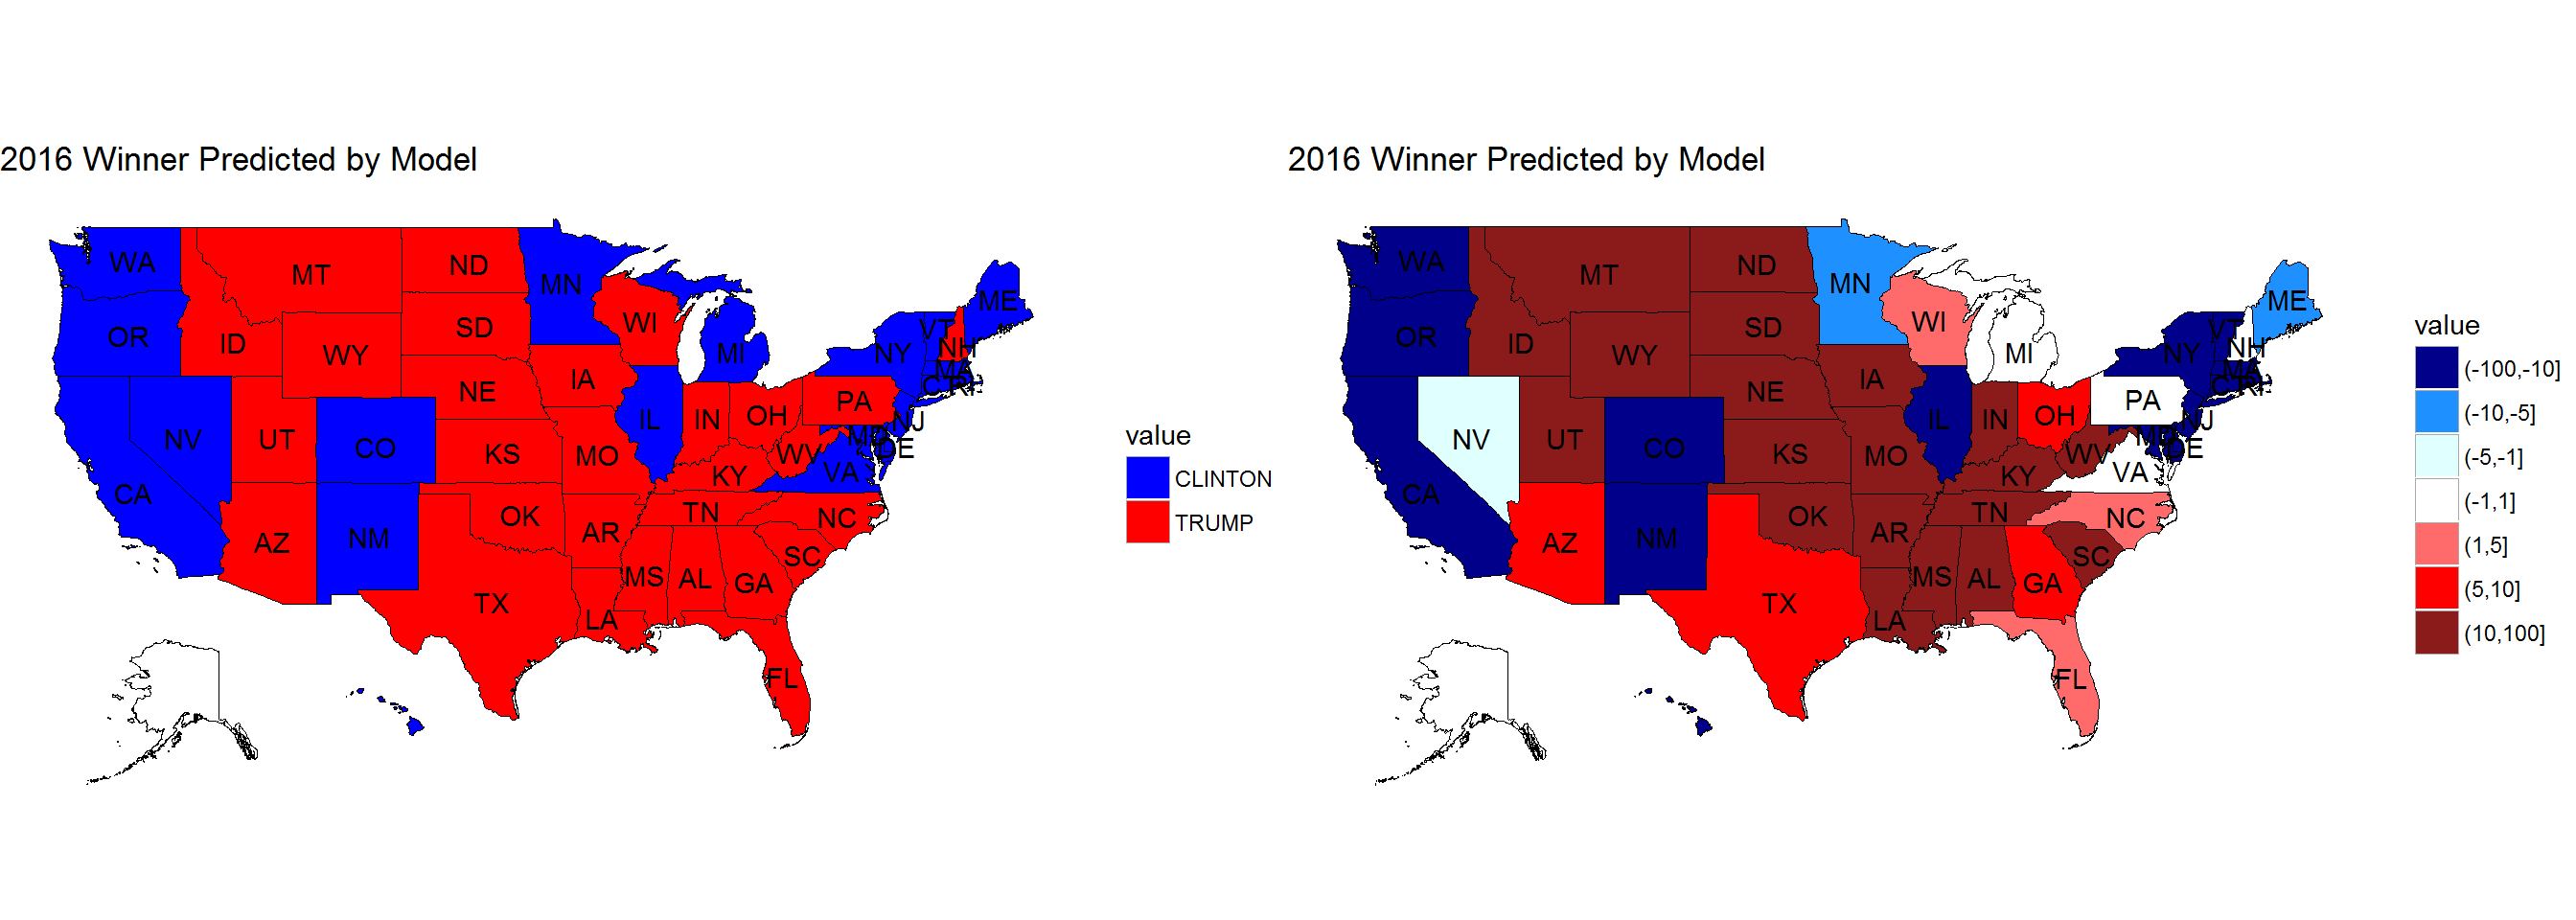 2016 Winner Predicted by Model
WA
MT
ND
MN
ME
OR
ID
SD
WI
VT
NH
WY
MI
NY
MA
NE
IA
CT
RI
NV
UT
CO
KS
MO
IL
IN
OH
PA
NJ
MD
DE
WV
VA
KY
CA
AZ
NM
OK
AR
TN
NC
SC
MS
AL
GA
TX
LA
FL
value
CLINTON
TRUMP
2016 Winner Predicted by Model
WA
MT
ND
MN
ME
OR
ID
SD
WI
VT
NH
WY
MI
NY
MA
NE
IA
CT
RI
NV
UT
CO
KS
MO
IL
IN
OH
PA
NJ
MD
DE
WV
VA
KY
CA
AZ
NM
OK
AR
TN
NC
SC
MS
AL
GA
TX
LA
FL
value
(-100,-10]
(-10,-5]
(-5,-1]
(-1,1]
(1,5]
(5,10]
(10,100]